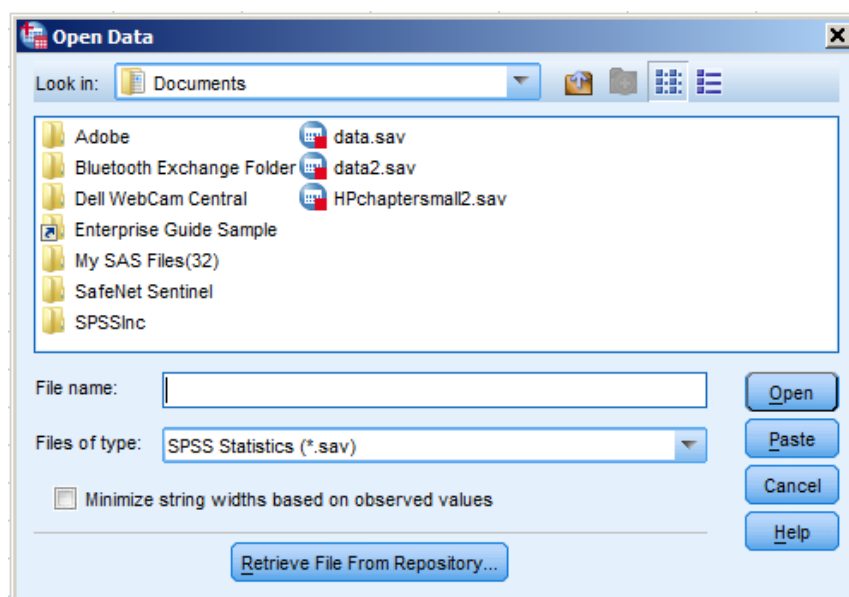 Open Data
Look in: Documents
Adobe
Bluetooth Exchange Folder
Dell WebCam Central
Enterprise Guide Sample
My SAS Files(32)
SafeNet Sentinel
SPSSInc
data.sav
data2.sav
HPchaptersmall2.sav
File name:
Open
Files of type: SPSS Statistics (*.sav)
Paste
Minimize string widths based on observed values
Cancel
Help
Retrieve File From Repository...